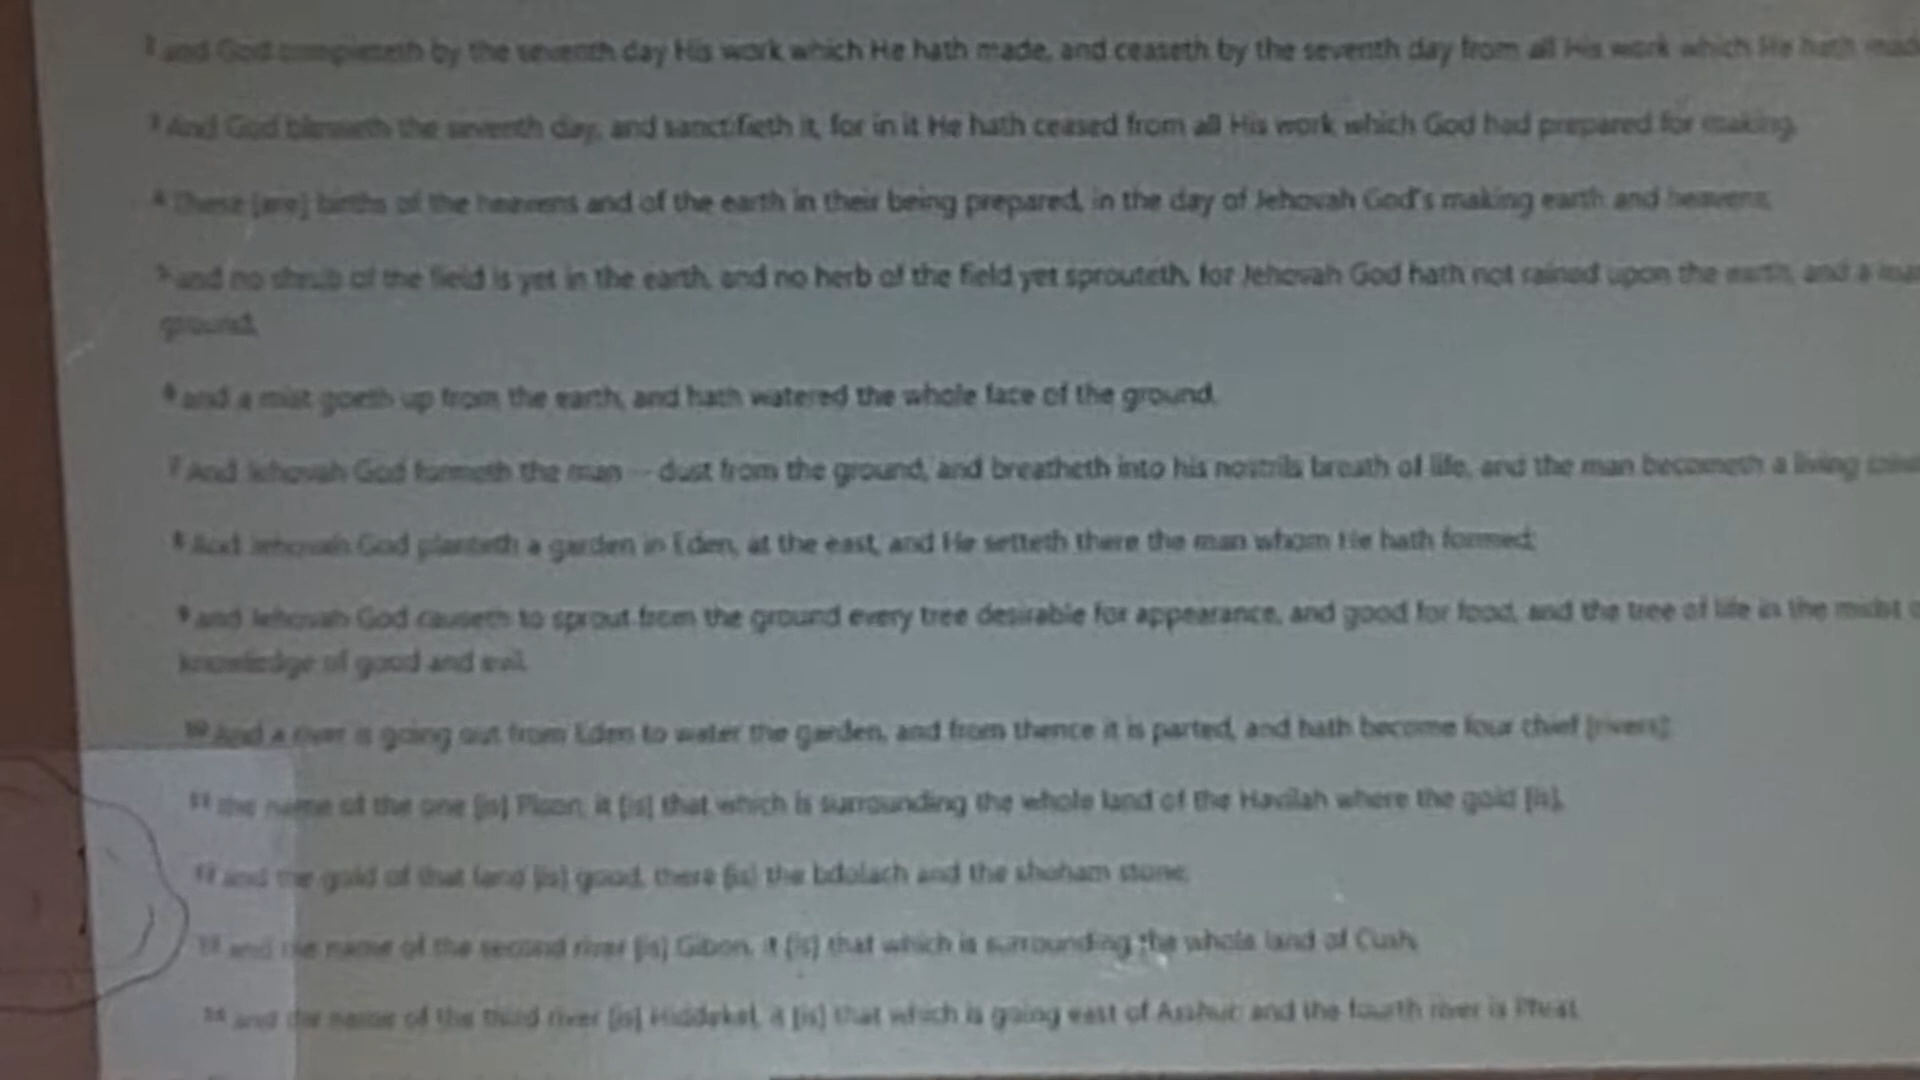 2 and God completeth by the seventh day His work which He hath made, and ceaseth by the seventh day from all His work which He hath
3 And God blesseth the seventh day, and sanctifieth it, for in it He hath ceased from all His work which God had prepared for making.
4 These [are] births of the heavens and of the earth in their being prepared, in the day of Jehovah God's making earth and heavens;
5 and no shrub of the field is yet in the earth, and no herb of the field yet sprouteth, for Jehovah God hath not rained upon the earth, and a
ground,
6 and a mist goeth up from the earth, and hath watered the whole face of the ground.
7 And Jehovah God formeth the man -- dust from the ground, and breatheth into his nostrils breath of life, and the man becometh a living
8 And Jehovah God planteth a garden in Eden, at the east, and He setteth there the man whom He hath formed;
9 and Jehovah God causeth to sprout from the ground every tree desirable for appearance, and good for food, and the tree of life in the midst
knowledge of good and evil.
10 And a river is going out from Eden to water the garden, and from thence it is parted, and hath become four chief [rivers];
11 the name of the one [is] Pison, it [is] that which is surrounding the whole land of the Havilah where the gold [is],
12 and the gold of that land [is] good, there [is] the bdolach and the shoham stone;
13 and the name of the second river [is] Gibon, it [is] that which is surrounding the whole land of Cush;
14 and the name of the third river [is] Hiddekel, it [is] that which is going east of Asshur; and the fourth river is Phrat.